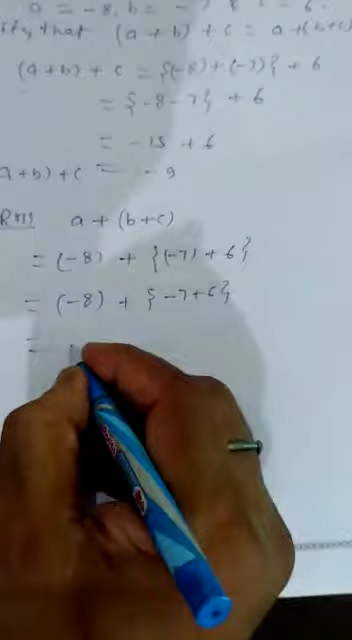 a = -8, b = -7 & c = 6.
that (a + b) + c = a + (b+c)
(a+b) + c = {(-8) + (-7)} + 6
= {-8-7} + 6
= -15 + 6
a+b) + c = -9
RHS a + (b+c)
= (-8) + {(-7) + 6}
= (-8) + {-7+6}
=